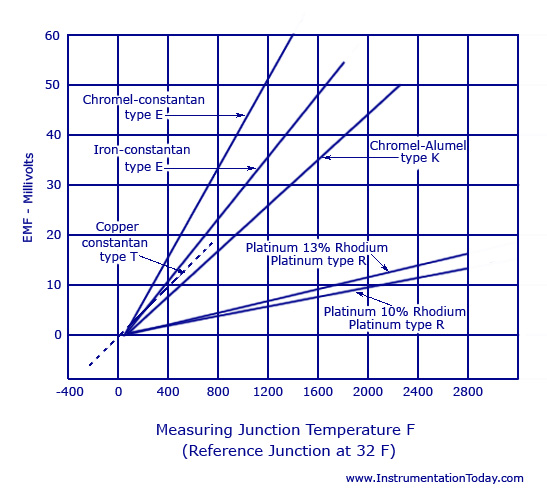 60
50
40
30
20
10
0
EMF - Millivolts
Chromel-constantan
type E
Iron-constantan
type E
Copper
constantan
type T
Chromel-Alumel
type K
Platinum 13% Rhodium
Platinum type R
Platinum 10% Rhodium
Platinum type R
-400 0 400 800 1200 1600 2000 2400 2800
Measuring Junction Temperature F
(Reference Junction at 32 F)
www.InstrumentationToday.com